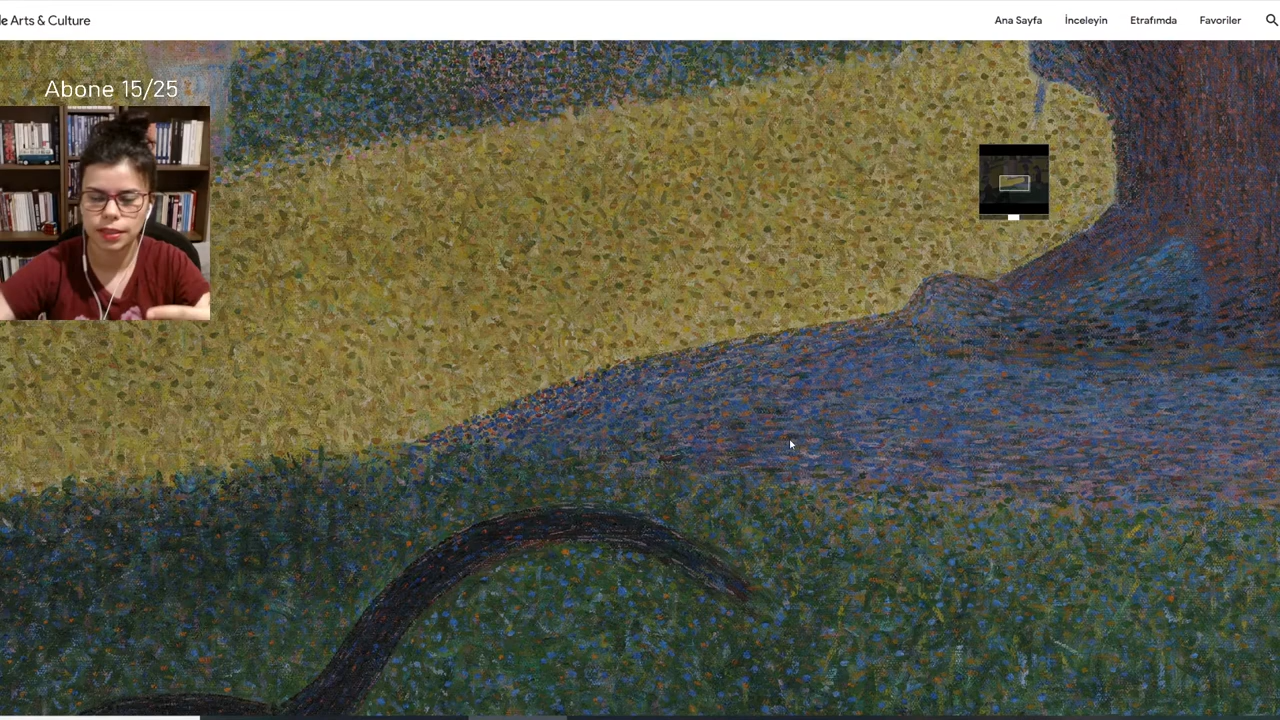 le Arts & Culture
Ana Sayfa
İnceleyin
Etrafımda
Favoriler
Abone 15/25